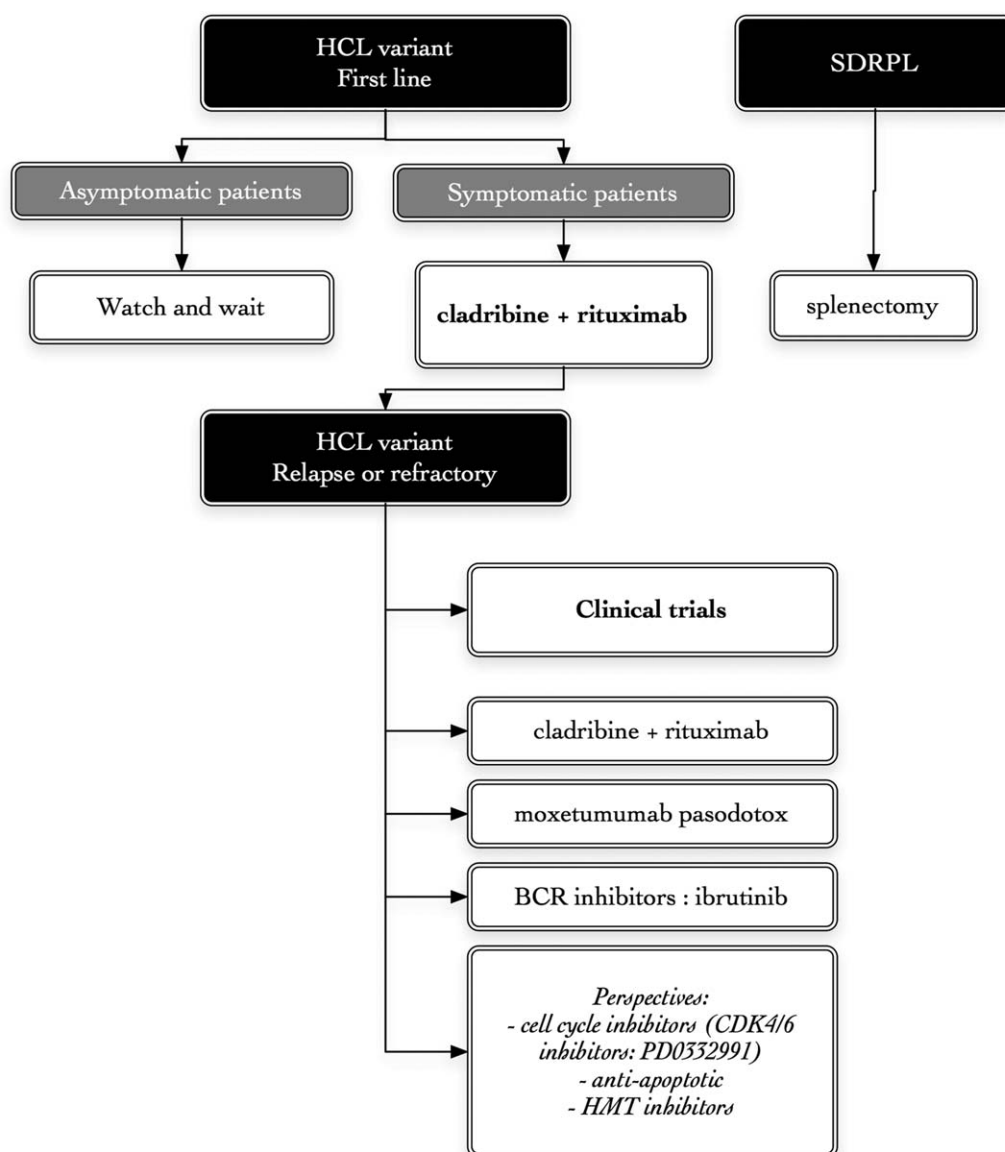 HCL variant
First line
SDRPL
Asymptomatic patients
Symptomatic patients
Watch and wait
cladribine + rituximab
splenectomy
HCL variant
Relapse or refractory
Clinical trials
cladribine + rituximab
moxetumumab pasodotox
BCR inhibitors : ibrutinib
Perspectives:
- cell cycle inhibitors (CDK4/6
inhibitors: PD0332991)
- anti-apoptotic
- HMT inhibitors